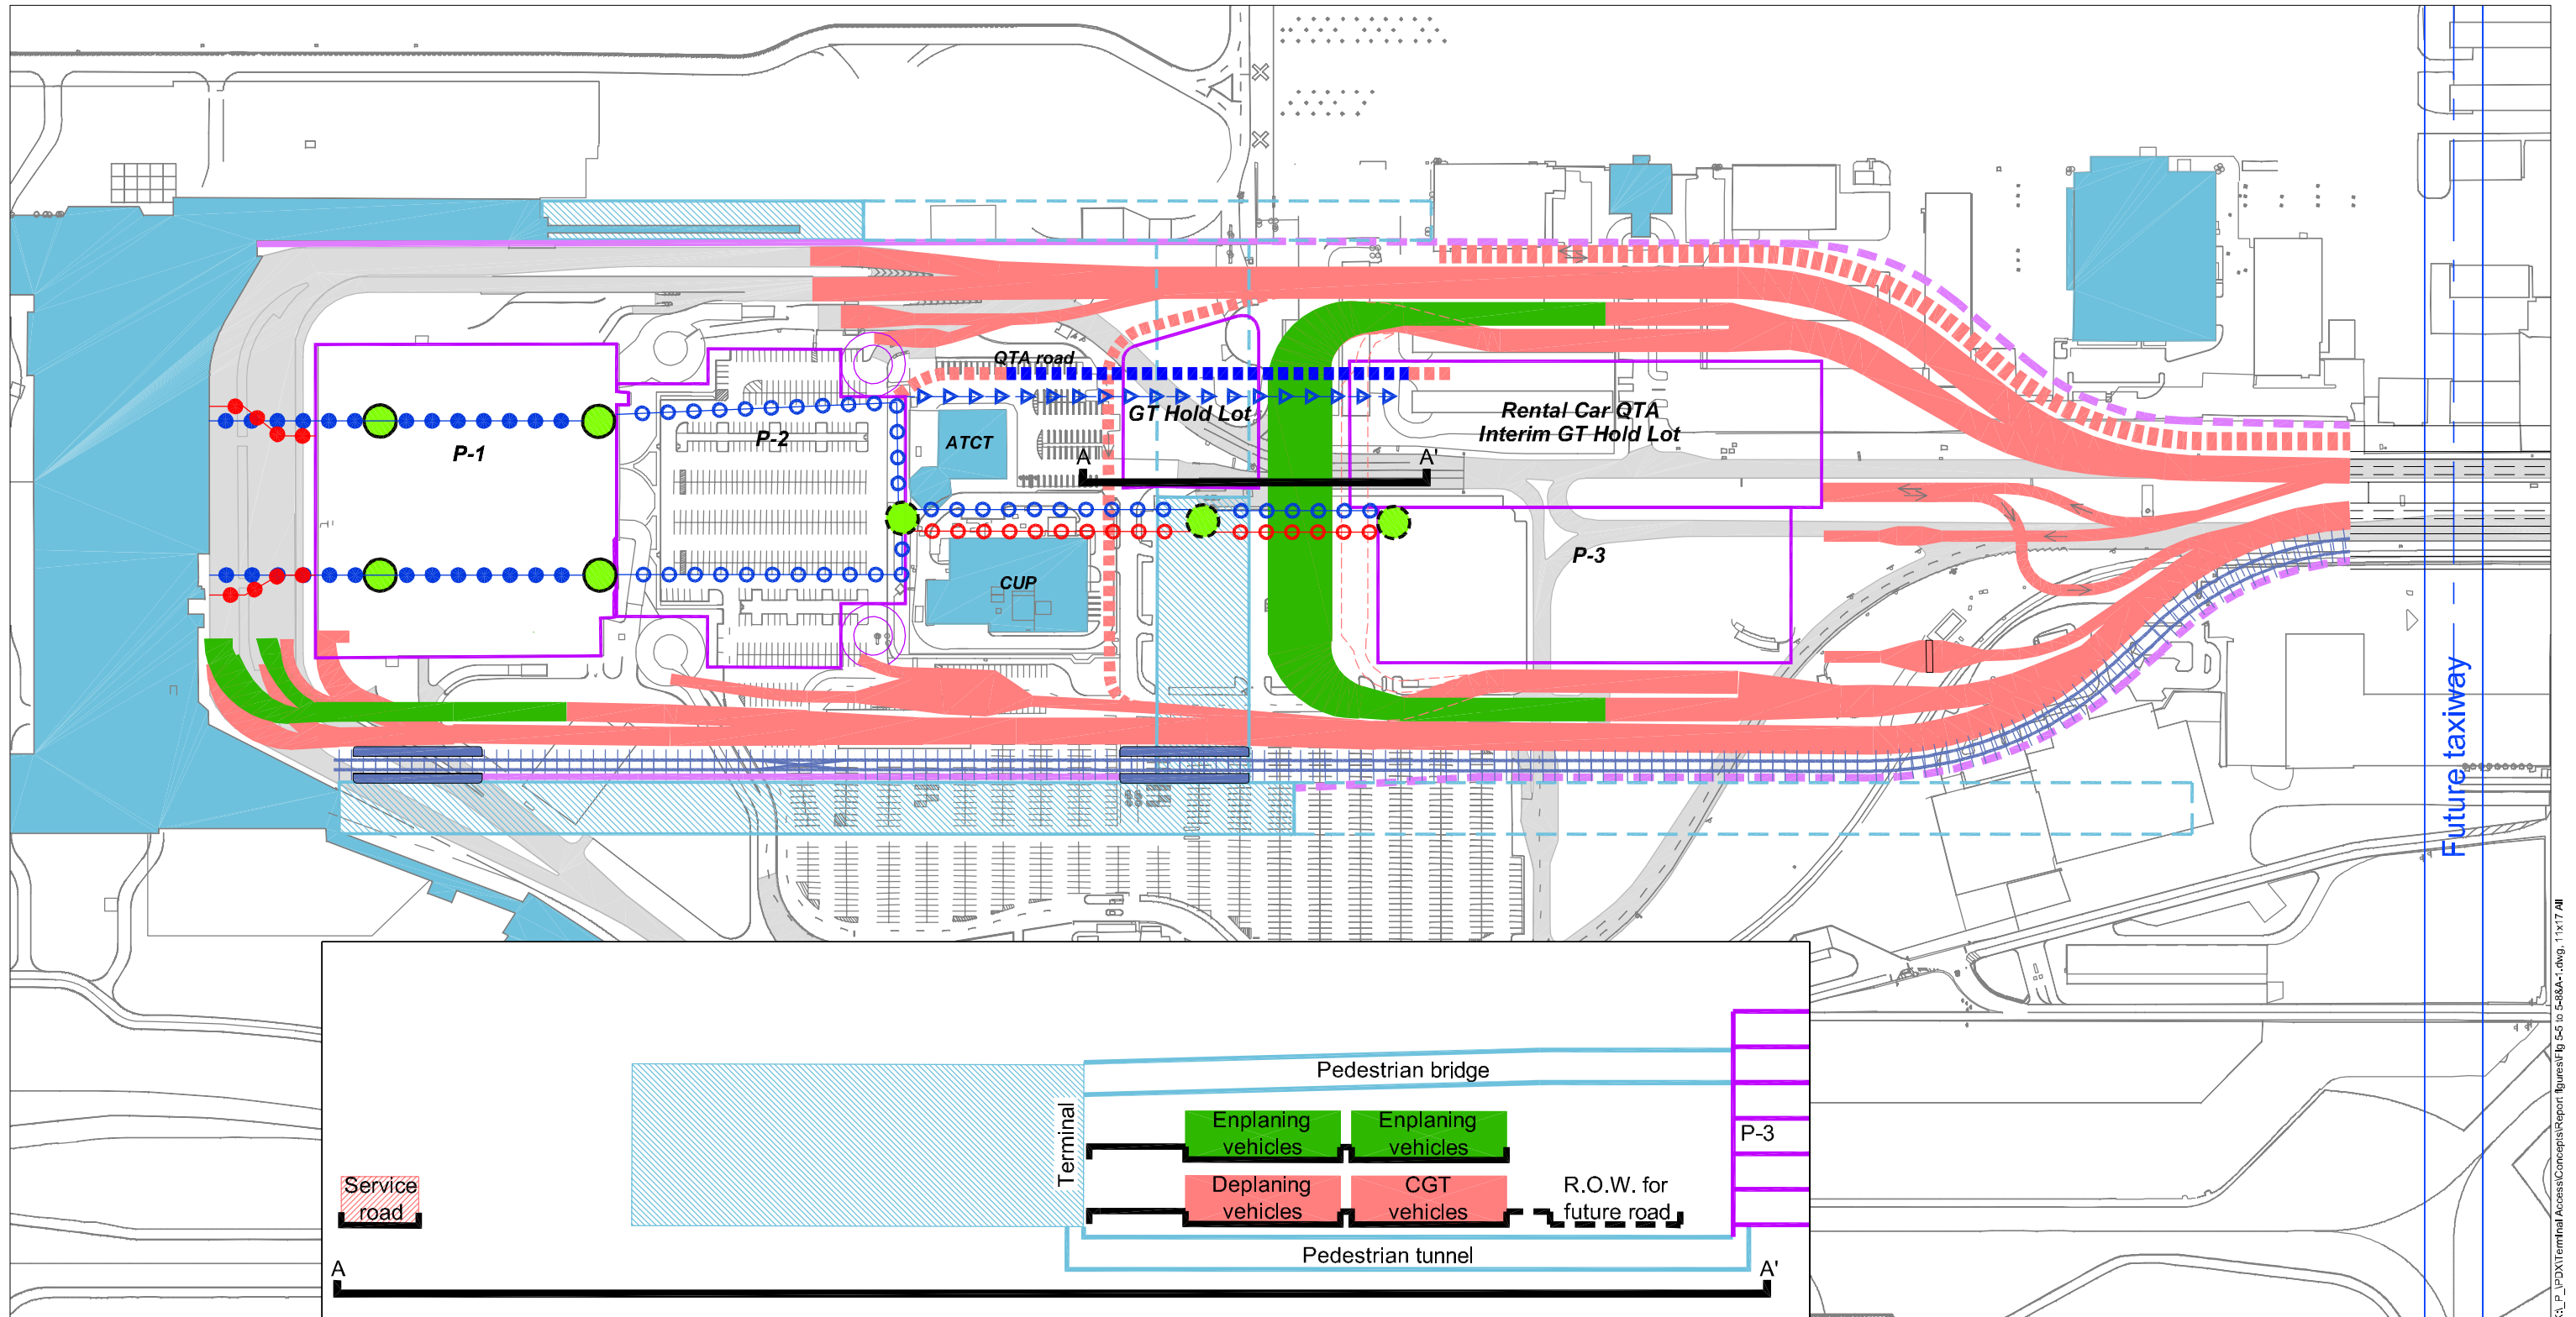 QTA road
GT Hold Lot
Rental Car QTA
Interim GT Hold Lot
P-1
P-2
ATCT
A
A'
CUP
P-3
Future taxiway
Pedestrian bridge
Terminal
Enplaning
vehicles
Enplaning
vehicles
P-3
Service
road
Deplaning
vehicles
CGT
vehicles
R.O.W. for
future road
Pedestrian tunnel
A
A'